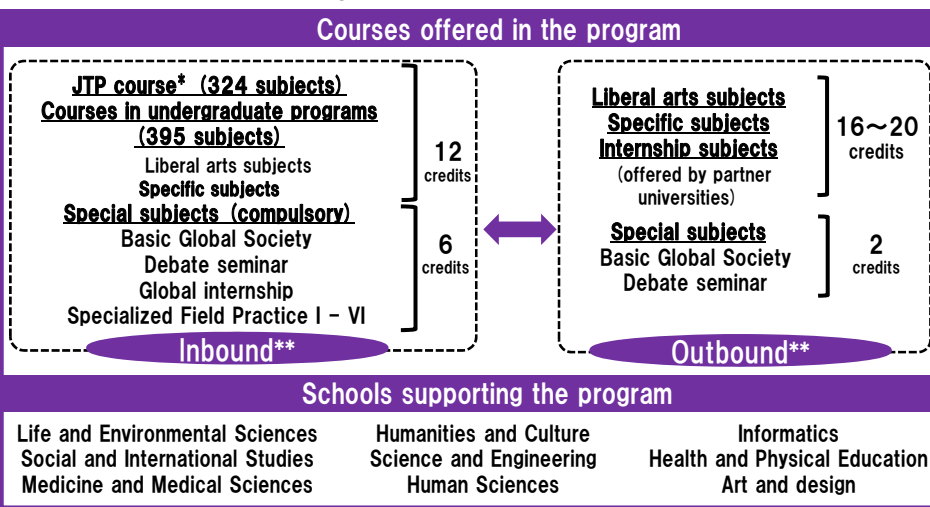 Courses offered in the program
JTP course* (324 subjects)
Courses in undergraduate programs
(395 subjects)
Liberal arts subjects
Specific subjects
12
credits
Special subjects (compulsory)
Basic Global Society
Debate seminar
Global internship
Specialized Field Practice I - VI
6
credits
Inbound**
Liberal arts subjects
Specific subjects
Internship subjects
(offered by partner
universities)
16～20
credits
Special subjects
Basic Global Society
Debate seminar
2
credits
Outbound**
Schools supporting the program
Life and Environmental Sciences
Social and International Studies
Medicine and Medical Sciences
Humanities and Culture
Science and Engineering
Human Sciences
Informatics
Health and Physical Education
Art and design